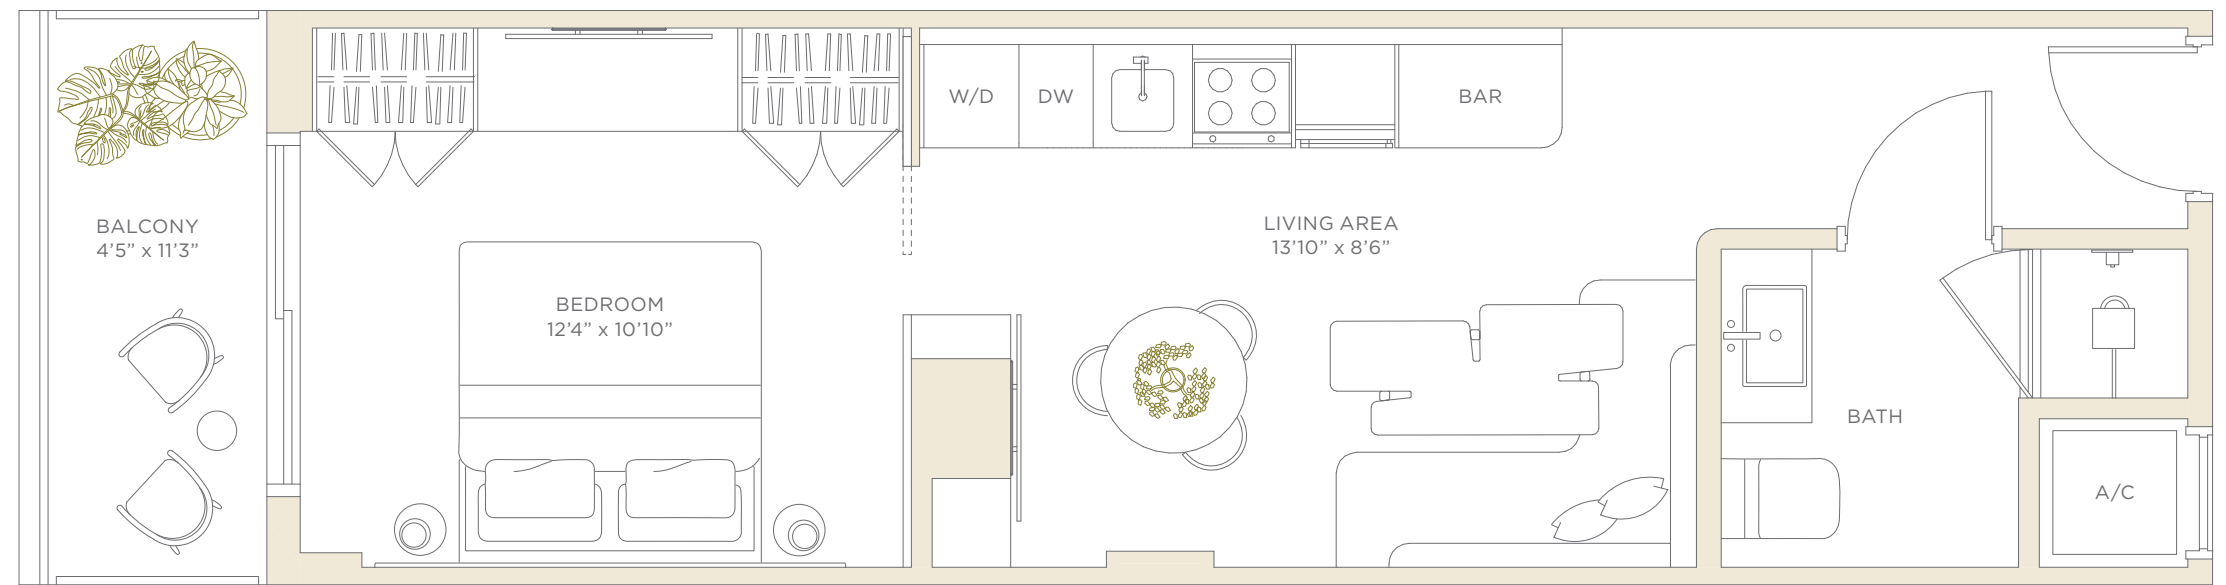 W/D
DW
BAR
BALCONY
4’5” x 11’3”
LIVING AREA
13’10” x 8’6”
BEDROOM
12’4” x 10’10”
BATH
A/C